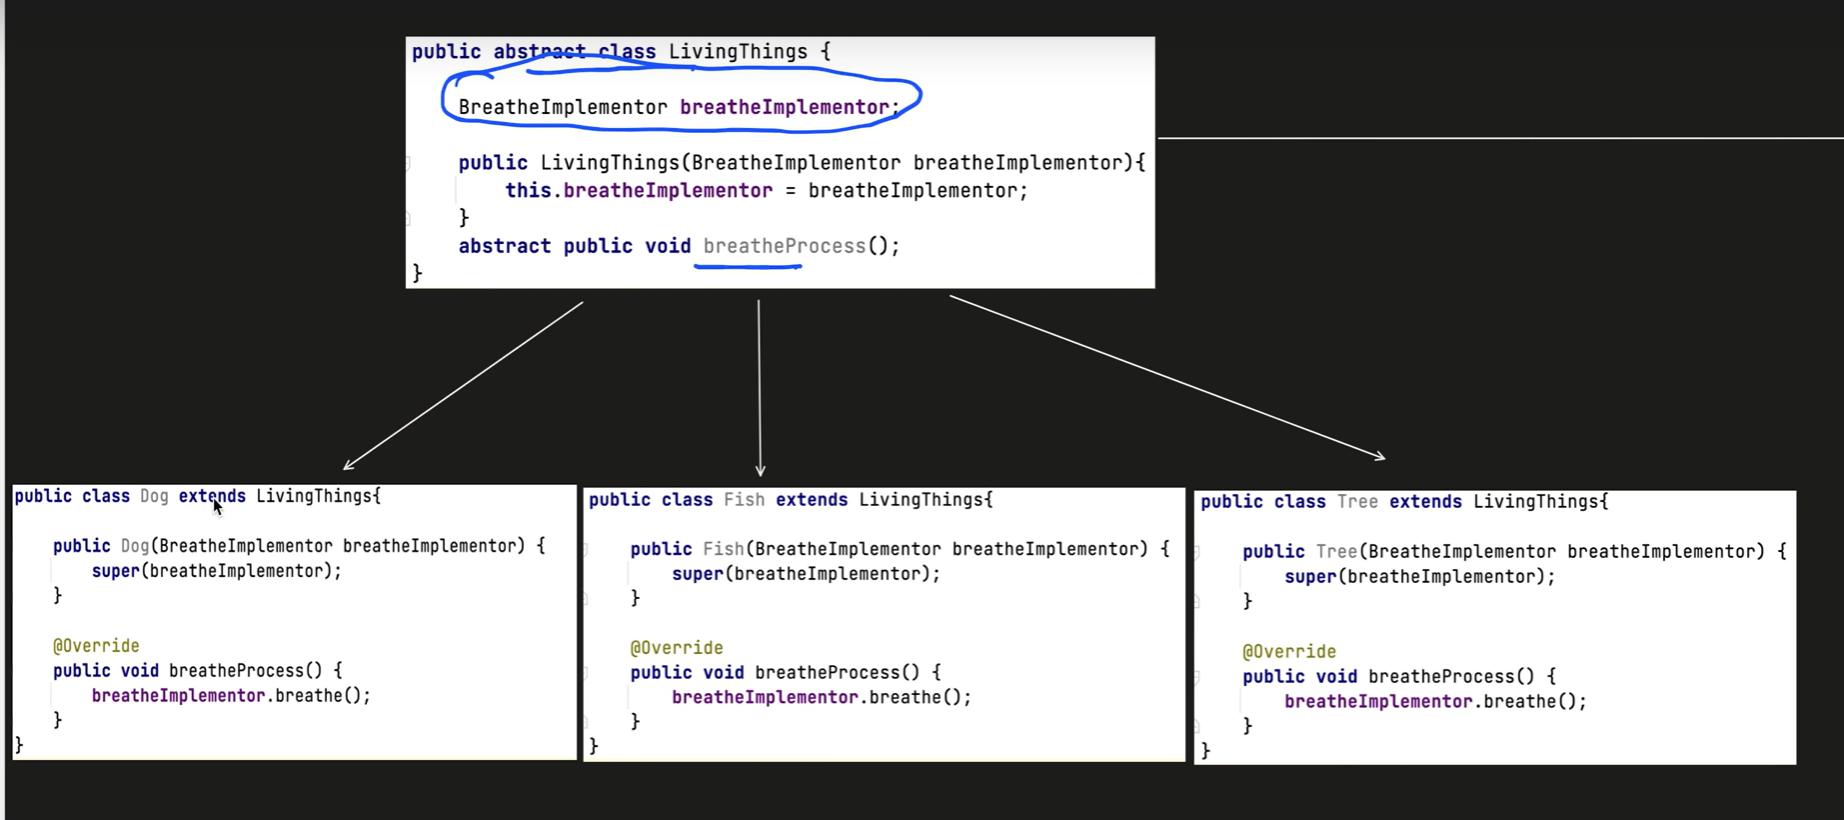 public abstract class LivingThings {
BreatheImplementor breatheImplementor;
public LivingThings(BreatheImplementor breatheImplementor){
this.breatheImplementor = breatheImplementor;
}
abstract public void breatheProcess();
}
public class Dog extends LivingThings{
public Dog(BreatheImplementor breatheImplementor) {
super(breatheImplementor);
}
@Override
public void breatheProcess() {
breatheImplementor.breathe();
}
}
public class Fish extends LivingThings{
public Fish(BreatheImplementor breatheImplementor) {
super(breatheImplementor);
}
@Override
public void breatheProcess() {
breatheImplementor.breathe();
}
}
public class Tree extends LivingThings{
public Tree(BreatheImplementor breatheImplementor) {
super(breatheImplementor);
}
@Override
public void breatheProcess() {
breatheImplementor.breathe();
}
}